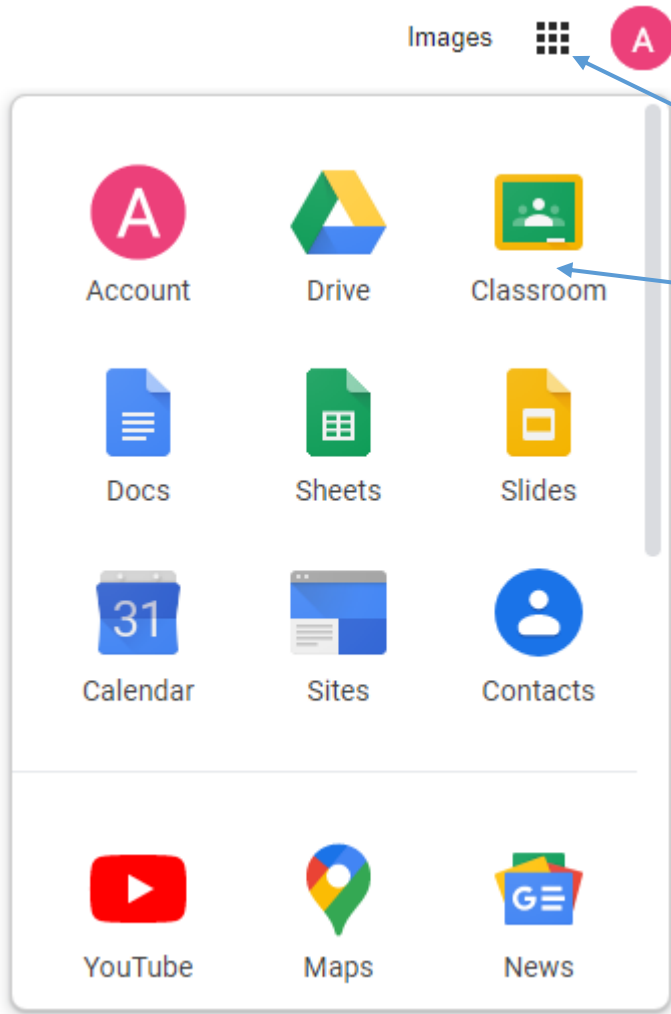 Images A
A
Account Drive Classroom
Docs Sheets Slides
31
Calendar Sites Contacts
G
YouTube Maps News